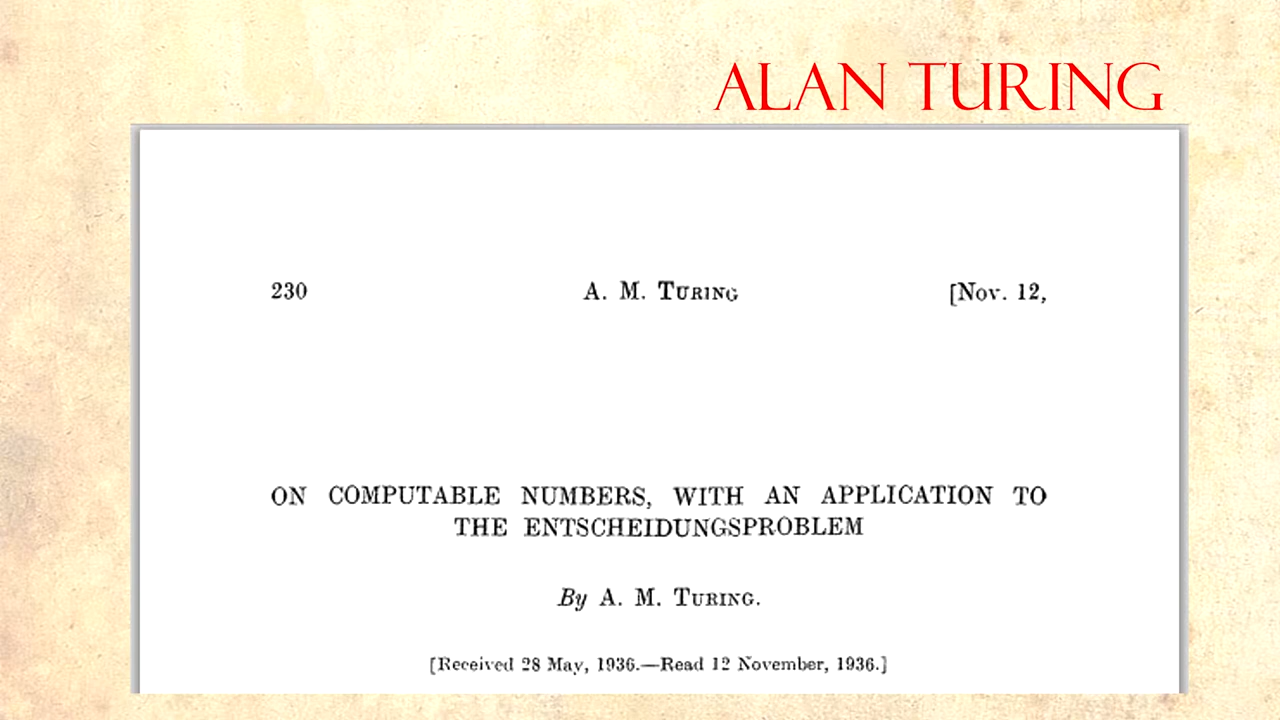 ALAN TURING
230 A. M. TURING [Nov. 12,
ON COMPUTABLE NUMBERS, WITH AN APPLICATION TO
THE ENTSCHEIDUNGSPROBLEM
By A. M. TURING.
[Received 28 May, 1936.—Read 12 November, 1936.]